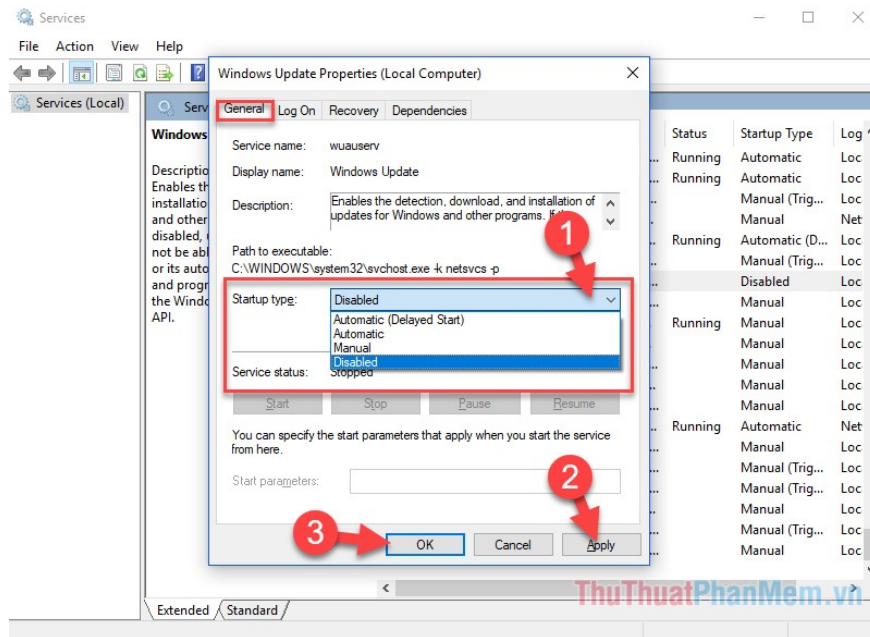 Services
File Action View Help
Services (Local)
Serv
Windows
Descriptio
Enables th
installatio
and other
disabled,
not be abl
or its auto
and progr
the Windo
API.
Windows Update Properties (Local Computer)
General Log On Recovery Dependencies
Service name: wuauserv
Display name: Windows Update
Description: Enables the detection, download, and installation of
updates for Windows and other programs. If
Path to executable:
C:\WINDOWS\system32\svchost.exe -k netsvcs -p
Startup type: Disabled
Automatic (Delayed Start)
Automatic
Manual
Disabled
Service status: Stopped
Start Stop Pause Resume
You can specify the start parameters that apply when you start the service
from here.
Start parameters:
OK Cancel Apply
1
2
3
Status Startup Type Log
Running Automatic Loc
Running Automatic Loc
Manual (Trig... Loc
Manual Net
Running Automatic (D... Loc
Manual (Trig... Loc
Disabled Loc
Manual Loc
Running Manual Loc
Manual Loc
Manual Loc
Manual Loc
Manual Loc
Running Automatic Net
Manual Loc
Manual (Trig... Loc
Manual (Trig... Loc
Manual Loc
Manual (Trig... Loc
Manual Loc
ThuThuatPhanMem.vn
Extended Standard